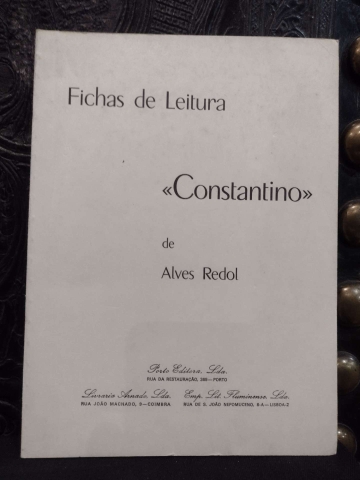 Fichas de Leitura
«Constantino»
de
Alves Redol
Porto Editora, Lda.
RUA DA RESTAURAÇÃO, 365—PORTO
Livraria Arnado, Lda.
RUA JOÃO MACHADO, 9—COIMBRA
Emp. Lit. Fluminense, Lda.
RUA DE S. JOÃO NEPOMUCENO, 8-A—LISBOA-2